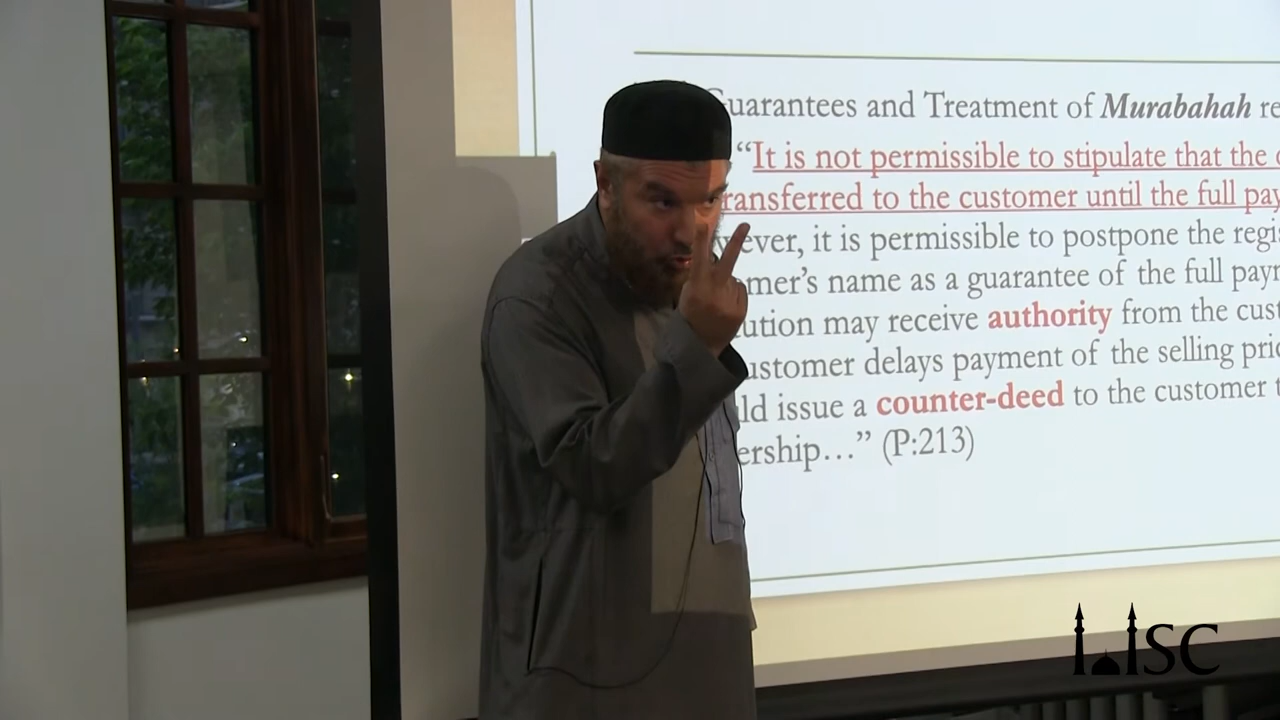 Guarantees and Treatment of Murabahah re
“It is not permissible to stipulate that the
ransferred to the customer until the full pay
ever, it is permissible to postpone the regi
omer’s name as a guarantee of the full paym
ution may receive authority from the cust
ustomer delays payment of the selling pric
ld issue a counter-deed to the customer t
ership…” (P:213)
ISC